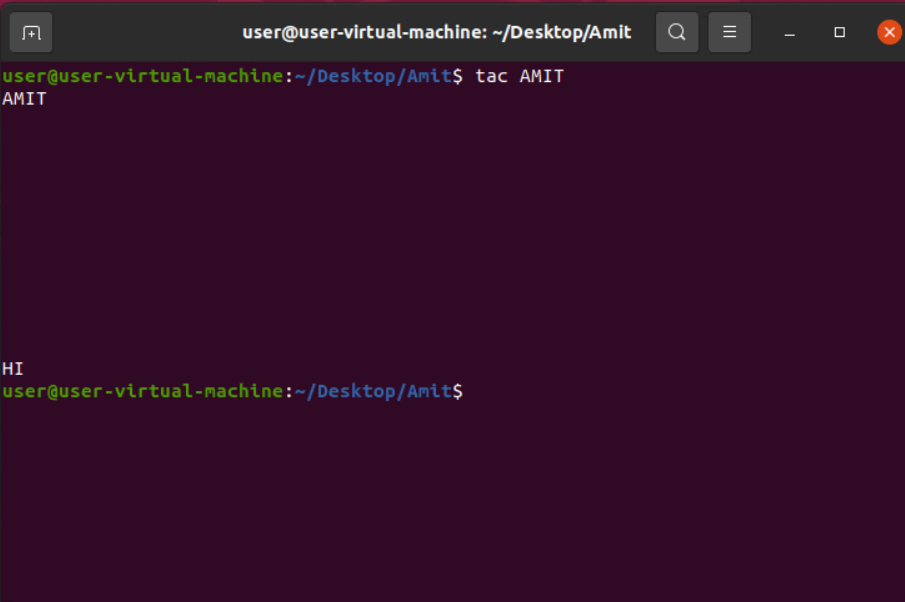 user@user-virtual-machine: ~/Desktop/Amit
user@user-virtual-machine:~/Desktop/Amit$ tac AMIT
AMIT
HI
user@user-virtual-machine:~/Desktop/Amit$